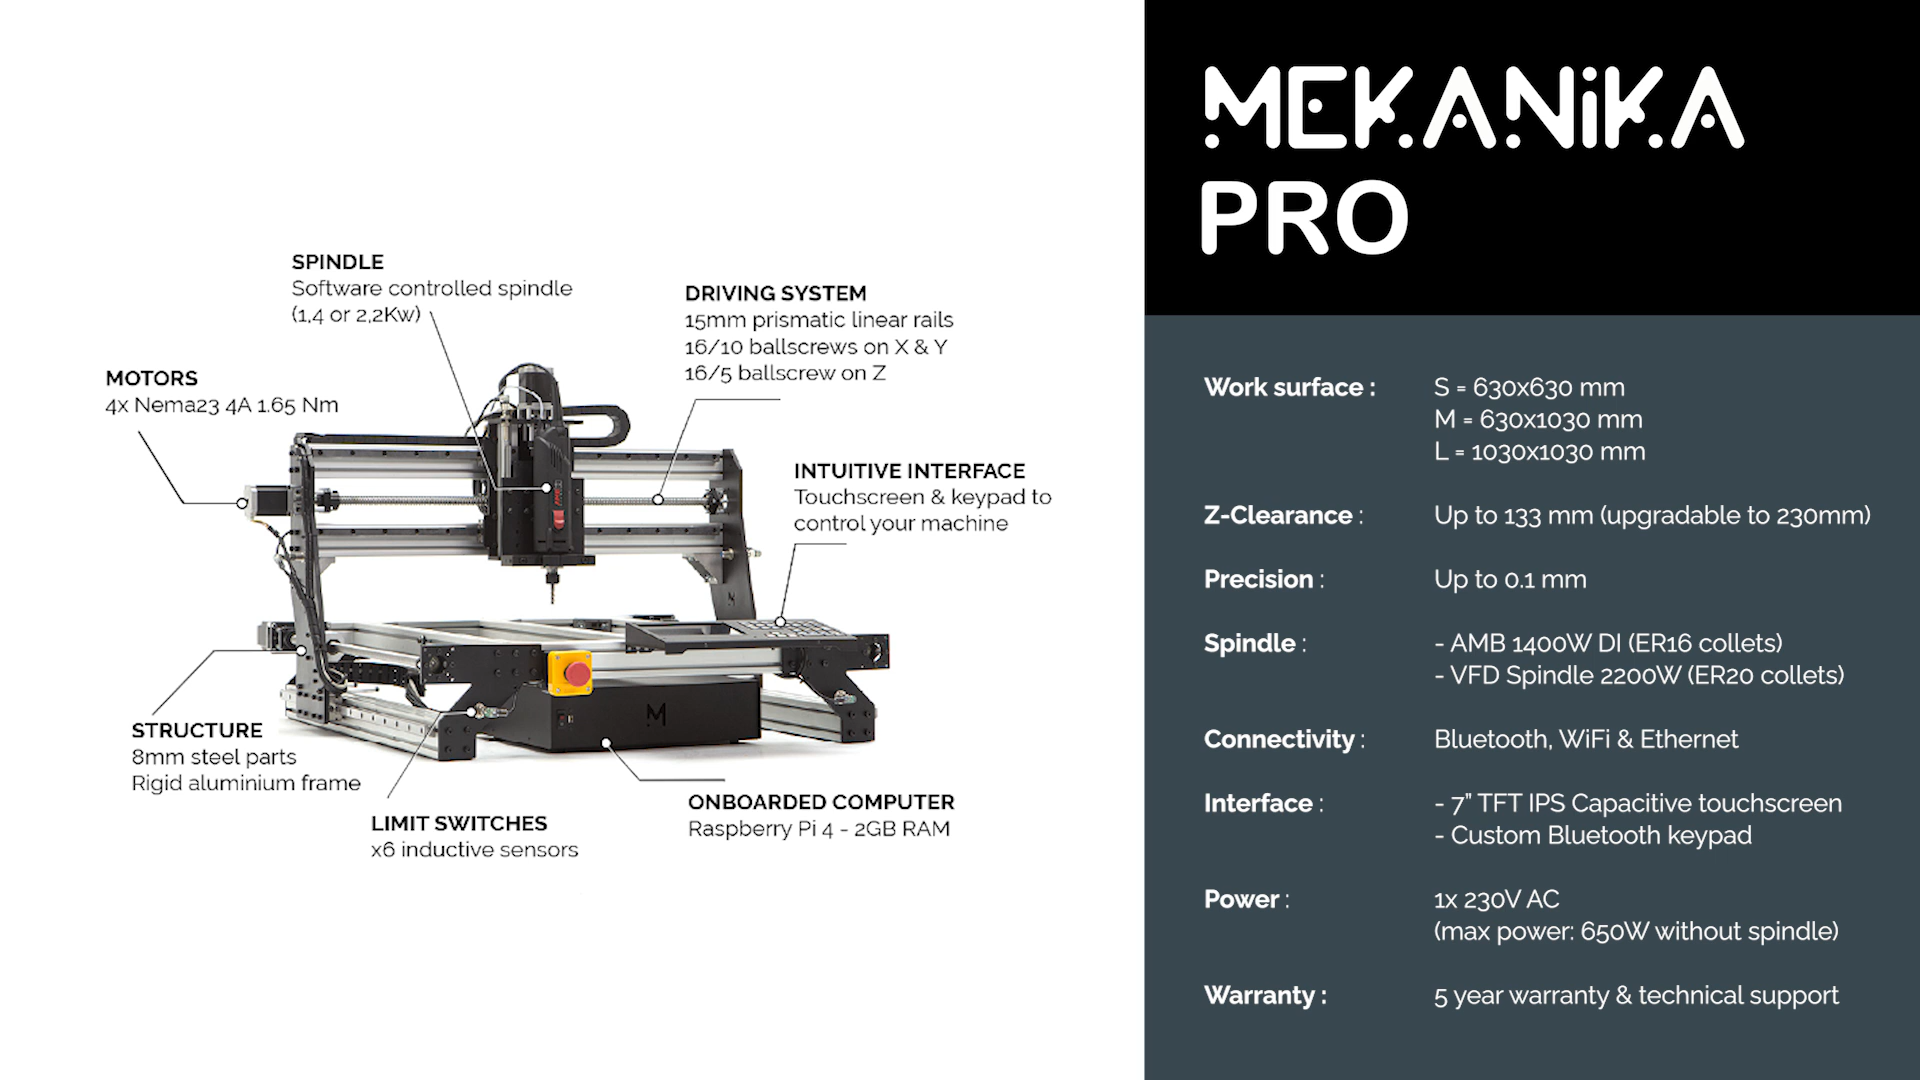 SPINDLE
Software controlled spindle
(1,4 or 2,2Kw)
DRIVING SYSTEM
15mm prismatic linear rails
16/10 ballscrews on X & Y
16/5 ballscrew on Z
MOTORS
4x Nema23 4A 1.65 Nm
INTUITIVE INTERFACE
Touchscreen & keypad to
control your machine
STRUCTURE
8mm steel parts
Rigid aluminium frame
LIMIT SWITCHES
x6 inductive sensors
ONBOARDED COMPUTER
Raspberry Pi 4 - 2GB RAM
M
MEKANiKA
PRO
Work surface : S = 630x630 mm
M = 630x1030 mm
L = 1030x1030 mm
Z-Clearance : Up to 133 mm (upgradable to 230mm)
Precision : Up to 0.1 mm
Spindle : - AMB 1400W DI (ER16 collets)
- VFD Spindle 2200W (ER20 collets)
Connectivity : Bluetooth, WiFi & Ethernet
Interface : - 7" TFT IPS Capacitive touchscreen
- Custom Bluetooth keypad
Power : 1x 230V AC
(max power: 650W without spindle)
Warranty : 5 year warranty & technical support